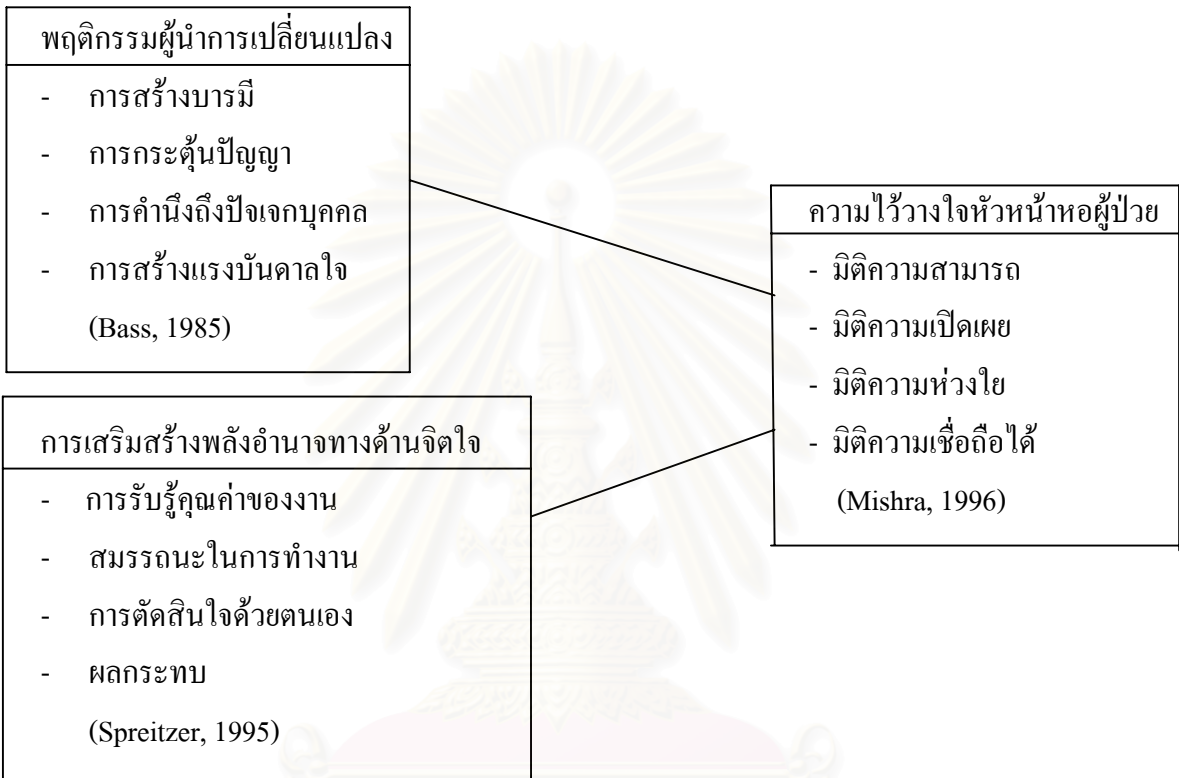 พฤติกรรมผู้นำการเปลี่ยนแปลง
- การสร้างบารมี
- การกระตุ้นปัญญา
- การคำนึงถึงปัจเจกบุคคล
- การสร้างแรงบันดาลใจ
(Bass, 1985)
การเสริมสร้างพลังอำนาจทางด้านจิตใจ
- การรับรู้คุณค่าของงาน
- สมรรถนะในการทำงาน
- การตัดสินใจด้วยตนเอง
- ผลกระทบ
(Spreitzer, 1995)
ความไว้วางใจหัวหน้าหอผู้ป่วย
- มิติความสามารถ
- มิติความเปิดเผย
- มิติความห่วงใย
- มิติความเชื่อถือได้
(Mishra, 1996)